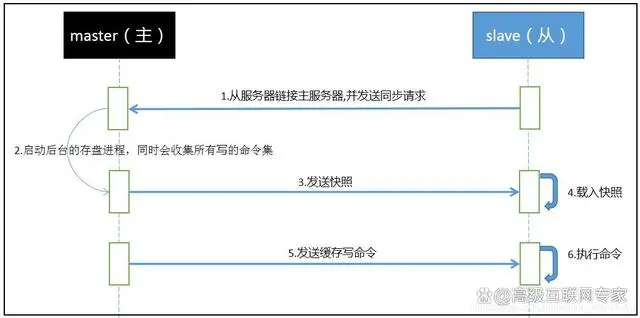 master（主）
slave（从）
1.从服务器链接主服务器,并发送同步请求
2.启动后台的存盘进程，同时会收集所有写的命令集
3.发送快照
4.载入快照
5.发送缓存写命令
6.执行命令
@高级互联网专家